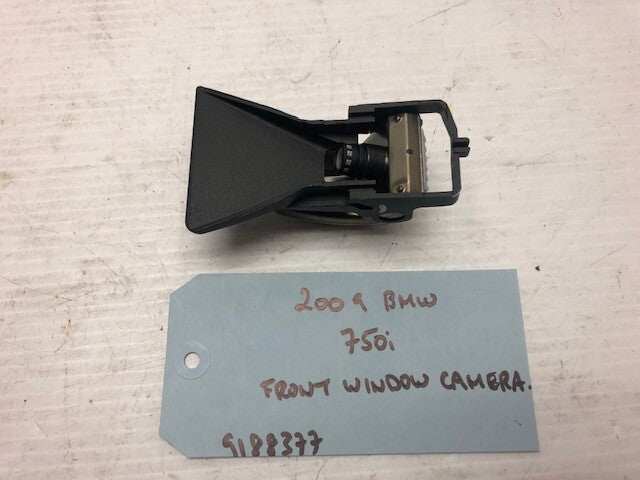 2009 BMW
750i
FRONT WINDOW CAMERA.
9188377